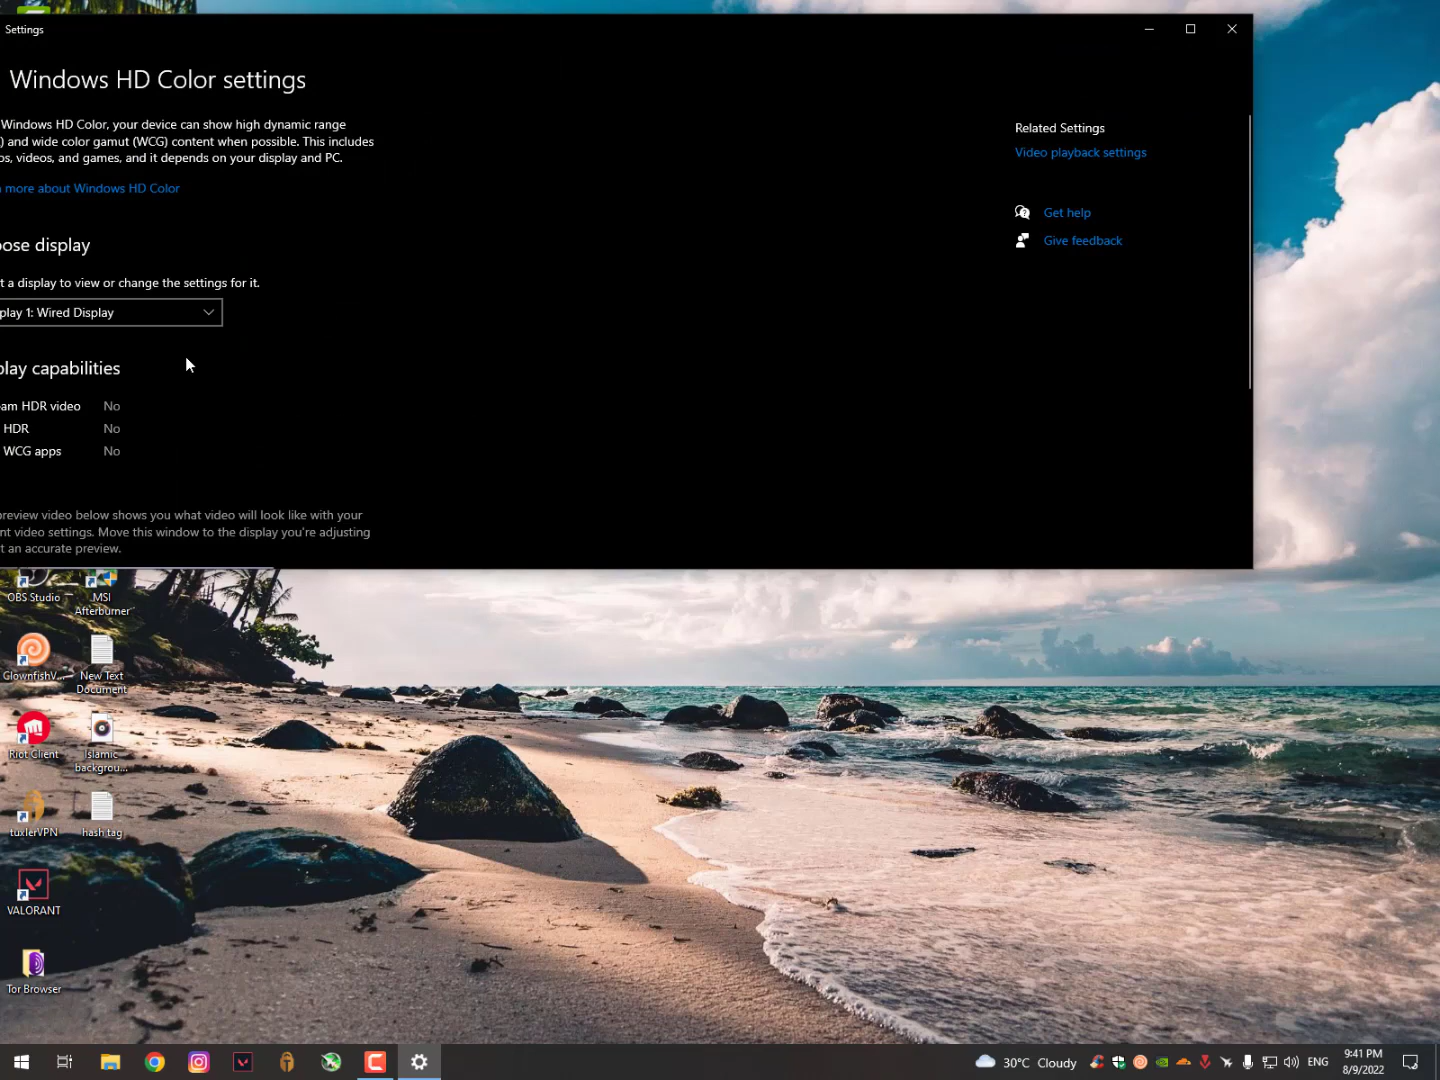 Settings
Windows HD Color settings
Windows HD Color, your device can show high dynamic range
) and wide color gamut (WCG) content when possible. This includes
os, videos, and games, and it depends on your display and PC.
more about Windows HD Color
oose display
t a display to view or change the settings for it.
play 1: Wired Display
play capabilities
eam HDR video No
HDR No
WCG apps No
preview video below shows you what video will look like with your
nt video settings. Move this window to the display you're adjusting
t an accurate preview.
Related Settings
Video playback settings
Get help
Give feedback
OBS Studio
MSI
Afterburner
ClownfishV...
New Text
Document
Riot Client
Islamic
backgrou...
tuxlerVPN
hash tag
VALORANT
Tor Browser
30°C Cloudy
ENG
9:41 PM
8/9/2022